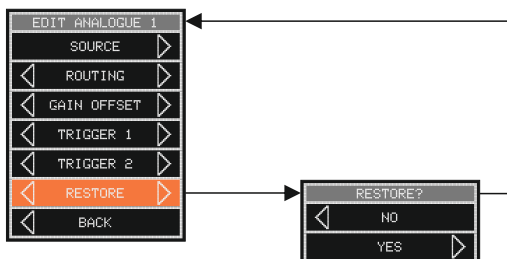 EDIT ANALOGUE 1
SOURCE
ROUTING
GAIN OFFSET
TRIGGER 1
TRIGGER 2
RESTORE
BACK
RESTORE?
NO
YES